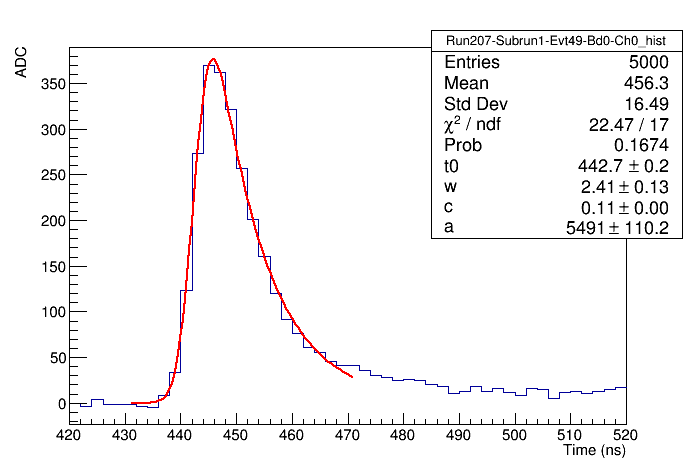 Run207-Subrun1-Evt49-Bd0-Ch0_hist
Entries 5000
Mean 456.3
Std Dev 16.49
χ² / ndf 22.47 / 17
Prob 0.1674
t0 442.7 ± 0.2
w 2.41 ± 0.13
c 0.11 ± 0.00
a 5491 ± 110.2
ADC
350
300
250
200
150
100
50
0
420 430 440 450 460 470 480 490 500 510 520
Time (ns)